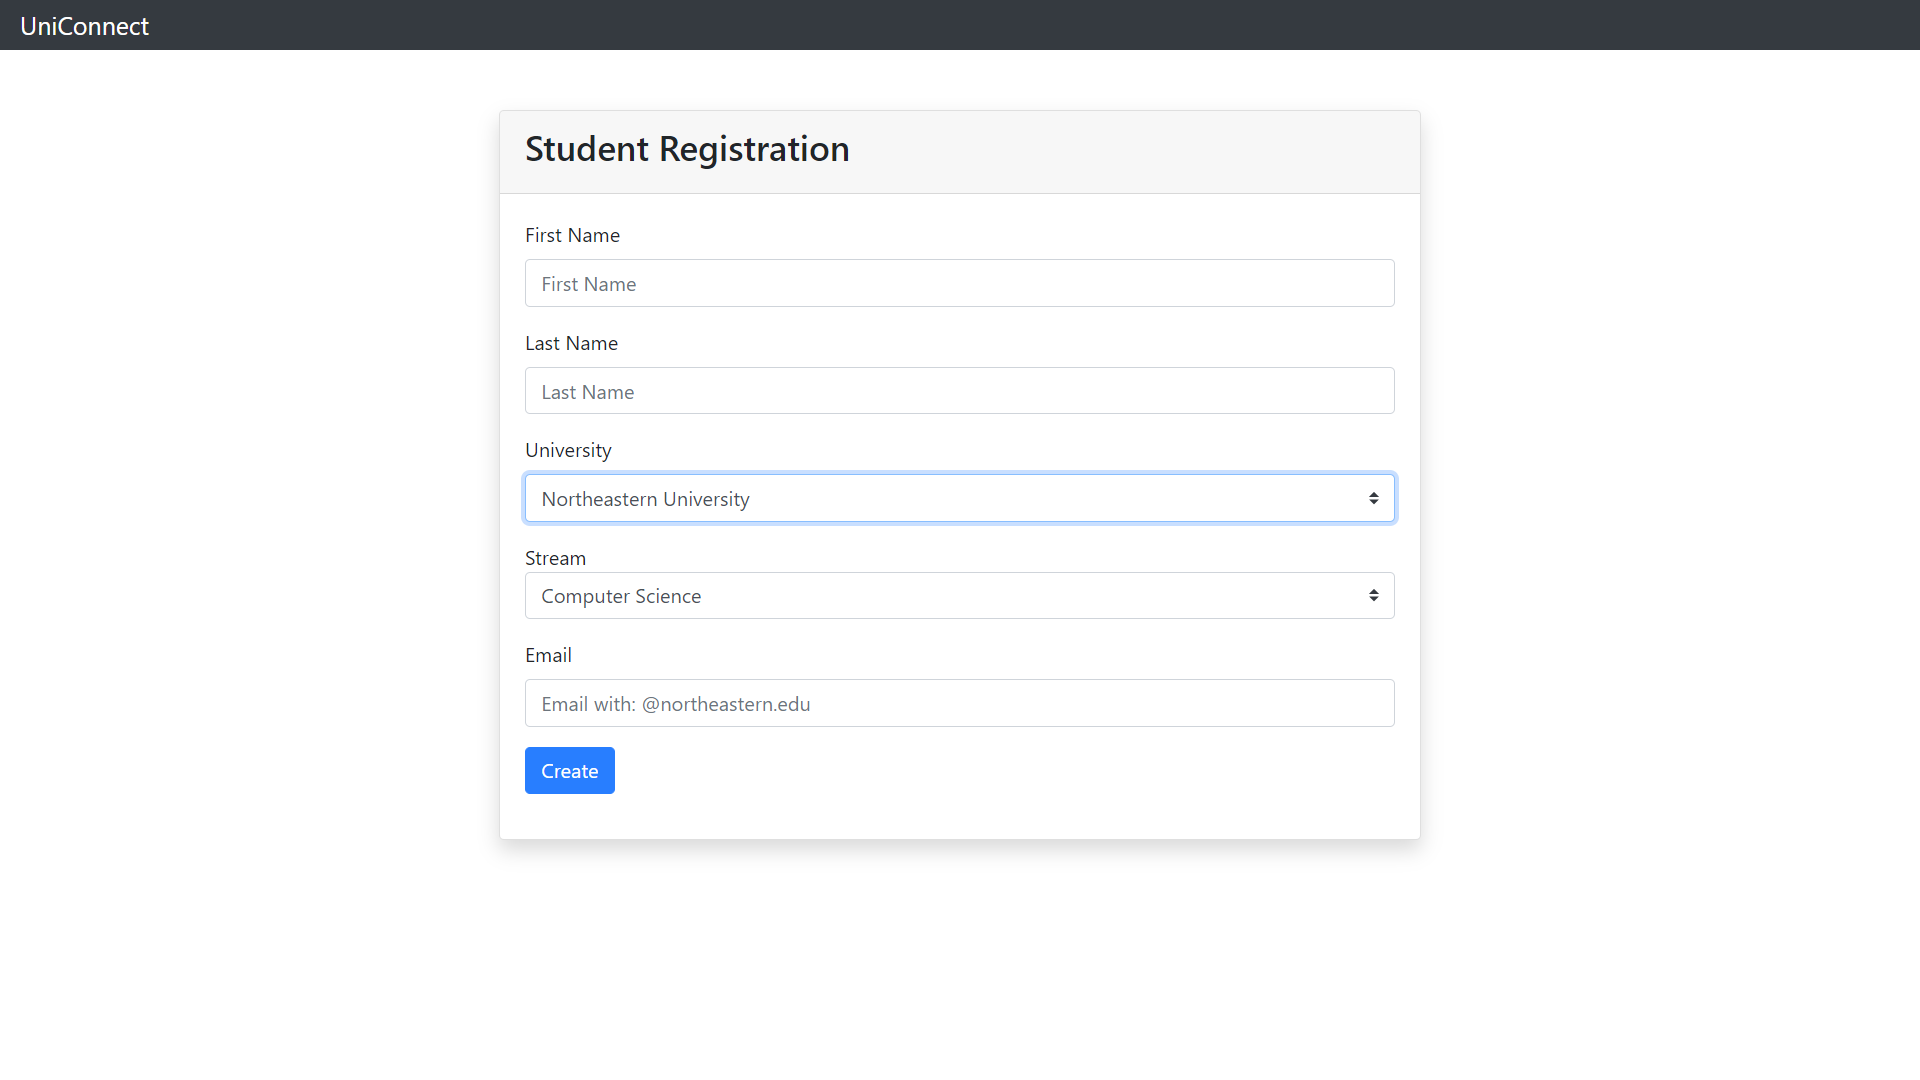 UniConnect
Student Registration
First Name
First Name
Last Name
Last Name
University
Northeastern University
Stream
Computer Science
Email
Email with: @northeastern.edu
Create